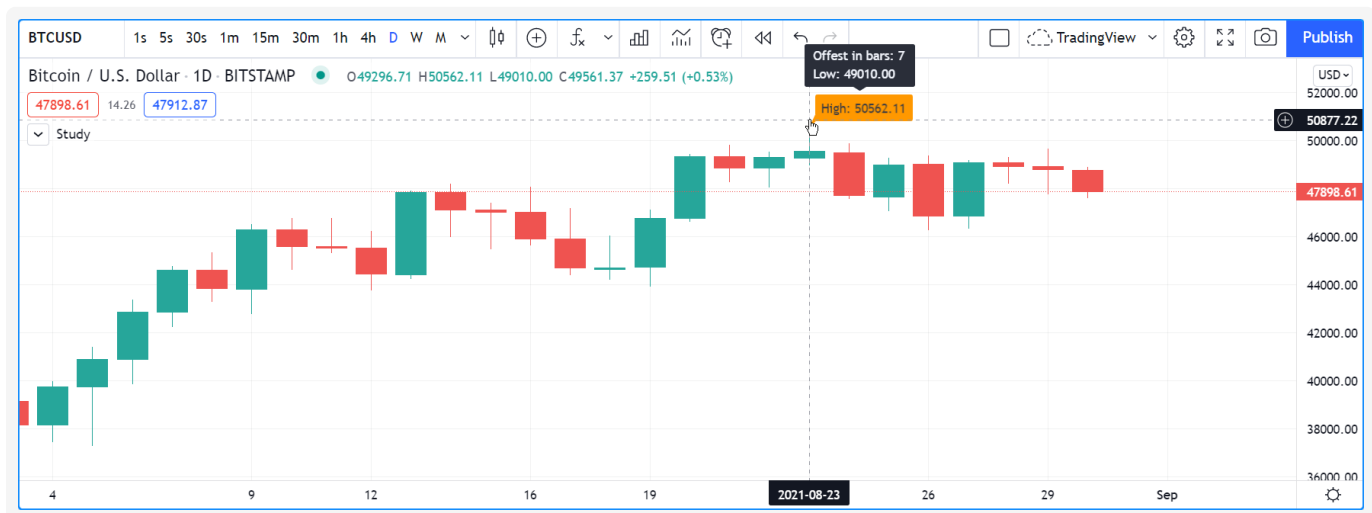 BTCUSD 1s 5s 30s 1m 15m 30m 1h 4h D W M TradingView Publish
Bitcoin / U.S. Dollar · 1D · BITSTAMP O49296.71 H50562.11 L49010.00 C49561.37 +259.51 (+0.53%)
Offest in bars: 7
Low: 49010.00
USD
47898.61 14.26 47912.87
High: 50562.11
Study
52000.00
50877.22
50000.00
47898.61
46000.00
44000.00
42000.00
40000.00
38000.00
36000.00
4 9 12 16 19 2021-08-23 26 29 Sep